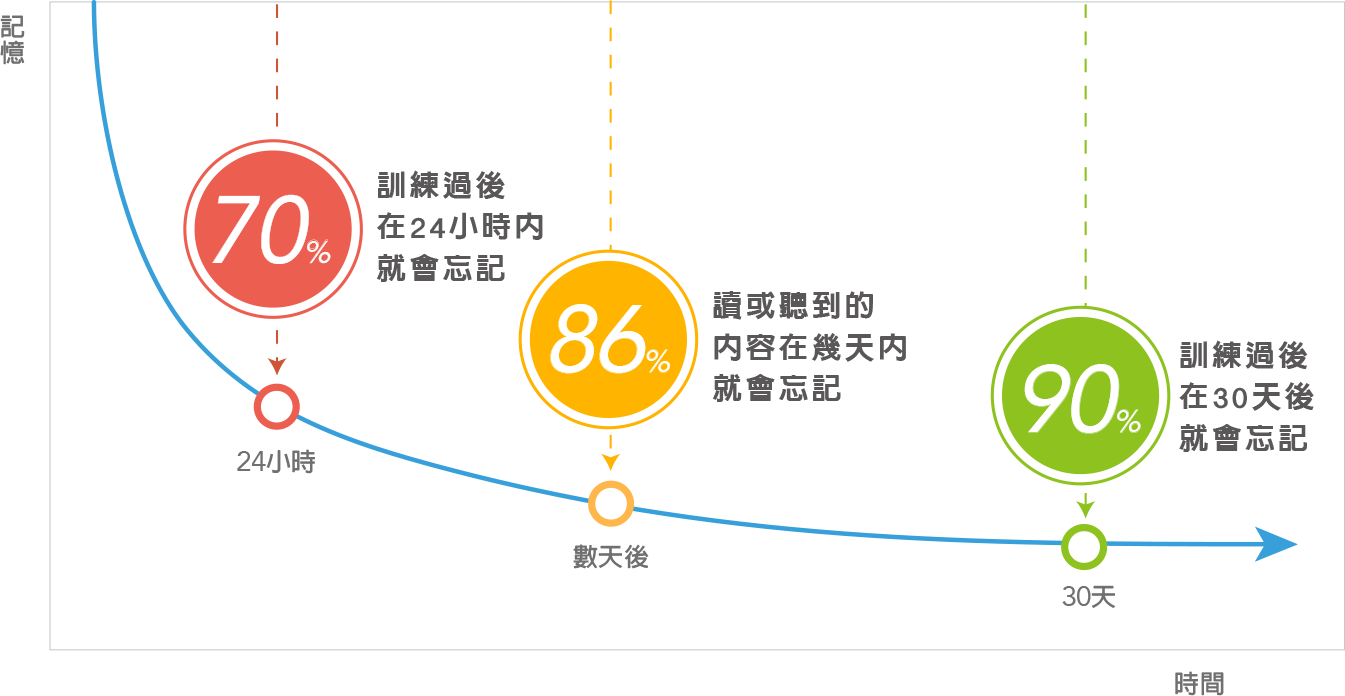 記憶
70%
訓練過後
在24小時內
就會忘記
24小時
86%
讀或聽到的
內容在幾天內
就會忘記
數天後
90%
訓練過後
在30天後
就會忘記
30天
時間